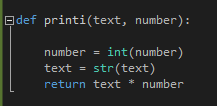 def printi(text, number):
    number = int(number)
    text = str(text)
    return text * number